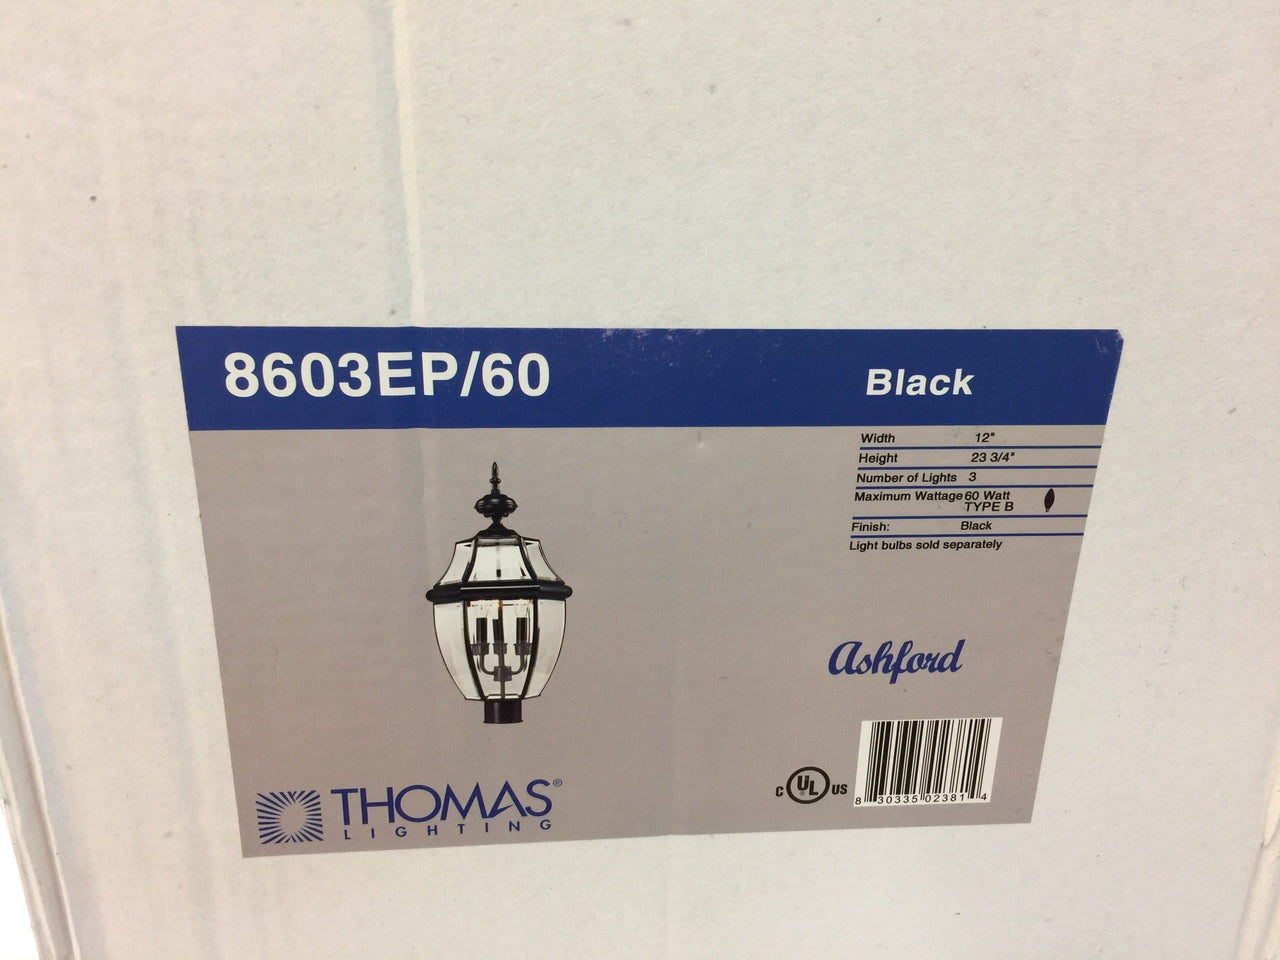 8603EP/60
Black
Width 12"
Height 23 3/4"
Number of Lights 3
Maximum Wattage 60 Watt
TYPE B
Finish: Black
Light bulbs sold separately
Ashford
THOMAS®
LIGHTING
C UL US
8 30335 02381 4